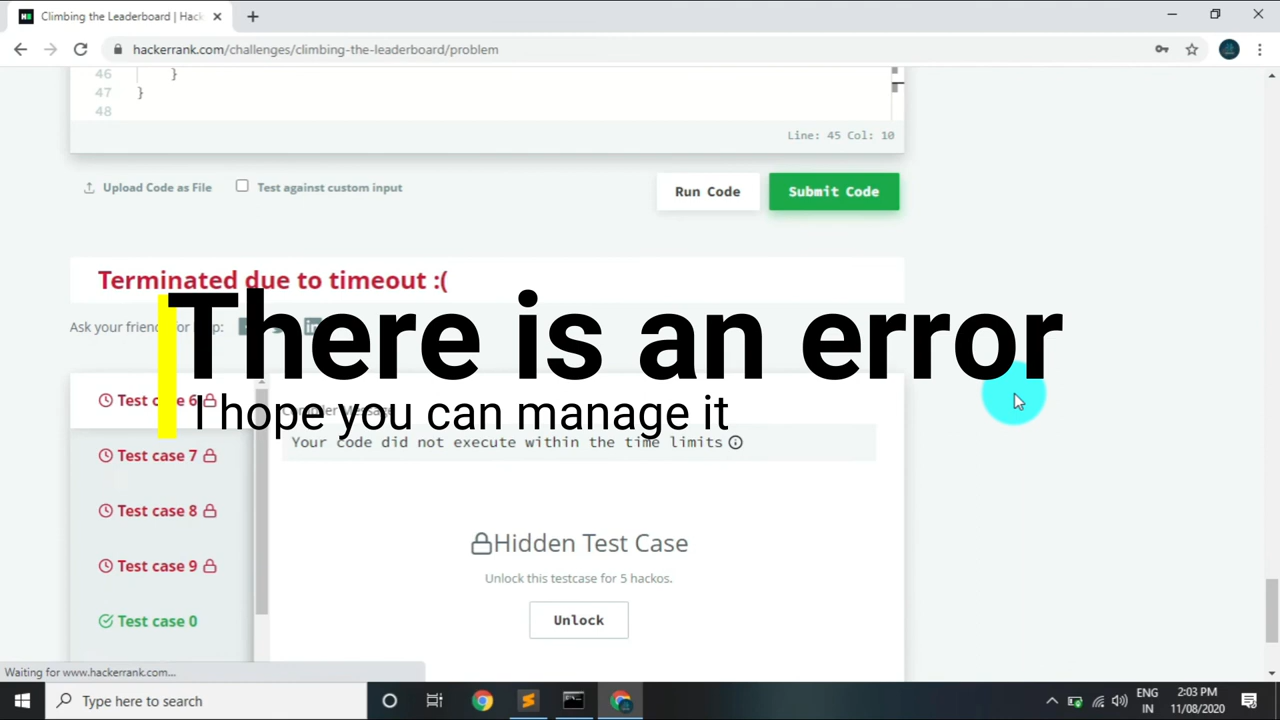 Climbing the Leaderboard | Hack
hackerrank.com/challenges/climbing-the-leaderboard/problem
46 }
47 }
48
Line: 45 Col: 10
Upload Code as File
Test against custom input
Run Code
Submit Code
Terminated due to timeout :(
There is an error
Ask your
I hope you can manage it
Test 6
Your code did not execute within the time limits
Test case 7
Test case 8
Hidden Test Case
Test case 9
Unlock this testcase for 5 hackos.
Unlock
Test case 0
Waiting for www.hackerrank.com...
Type here to search
ENG
IN
2:03 PM
11/08/2020